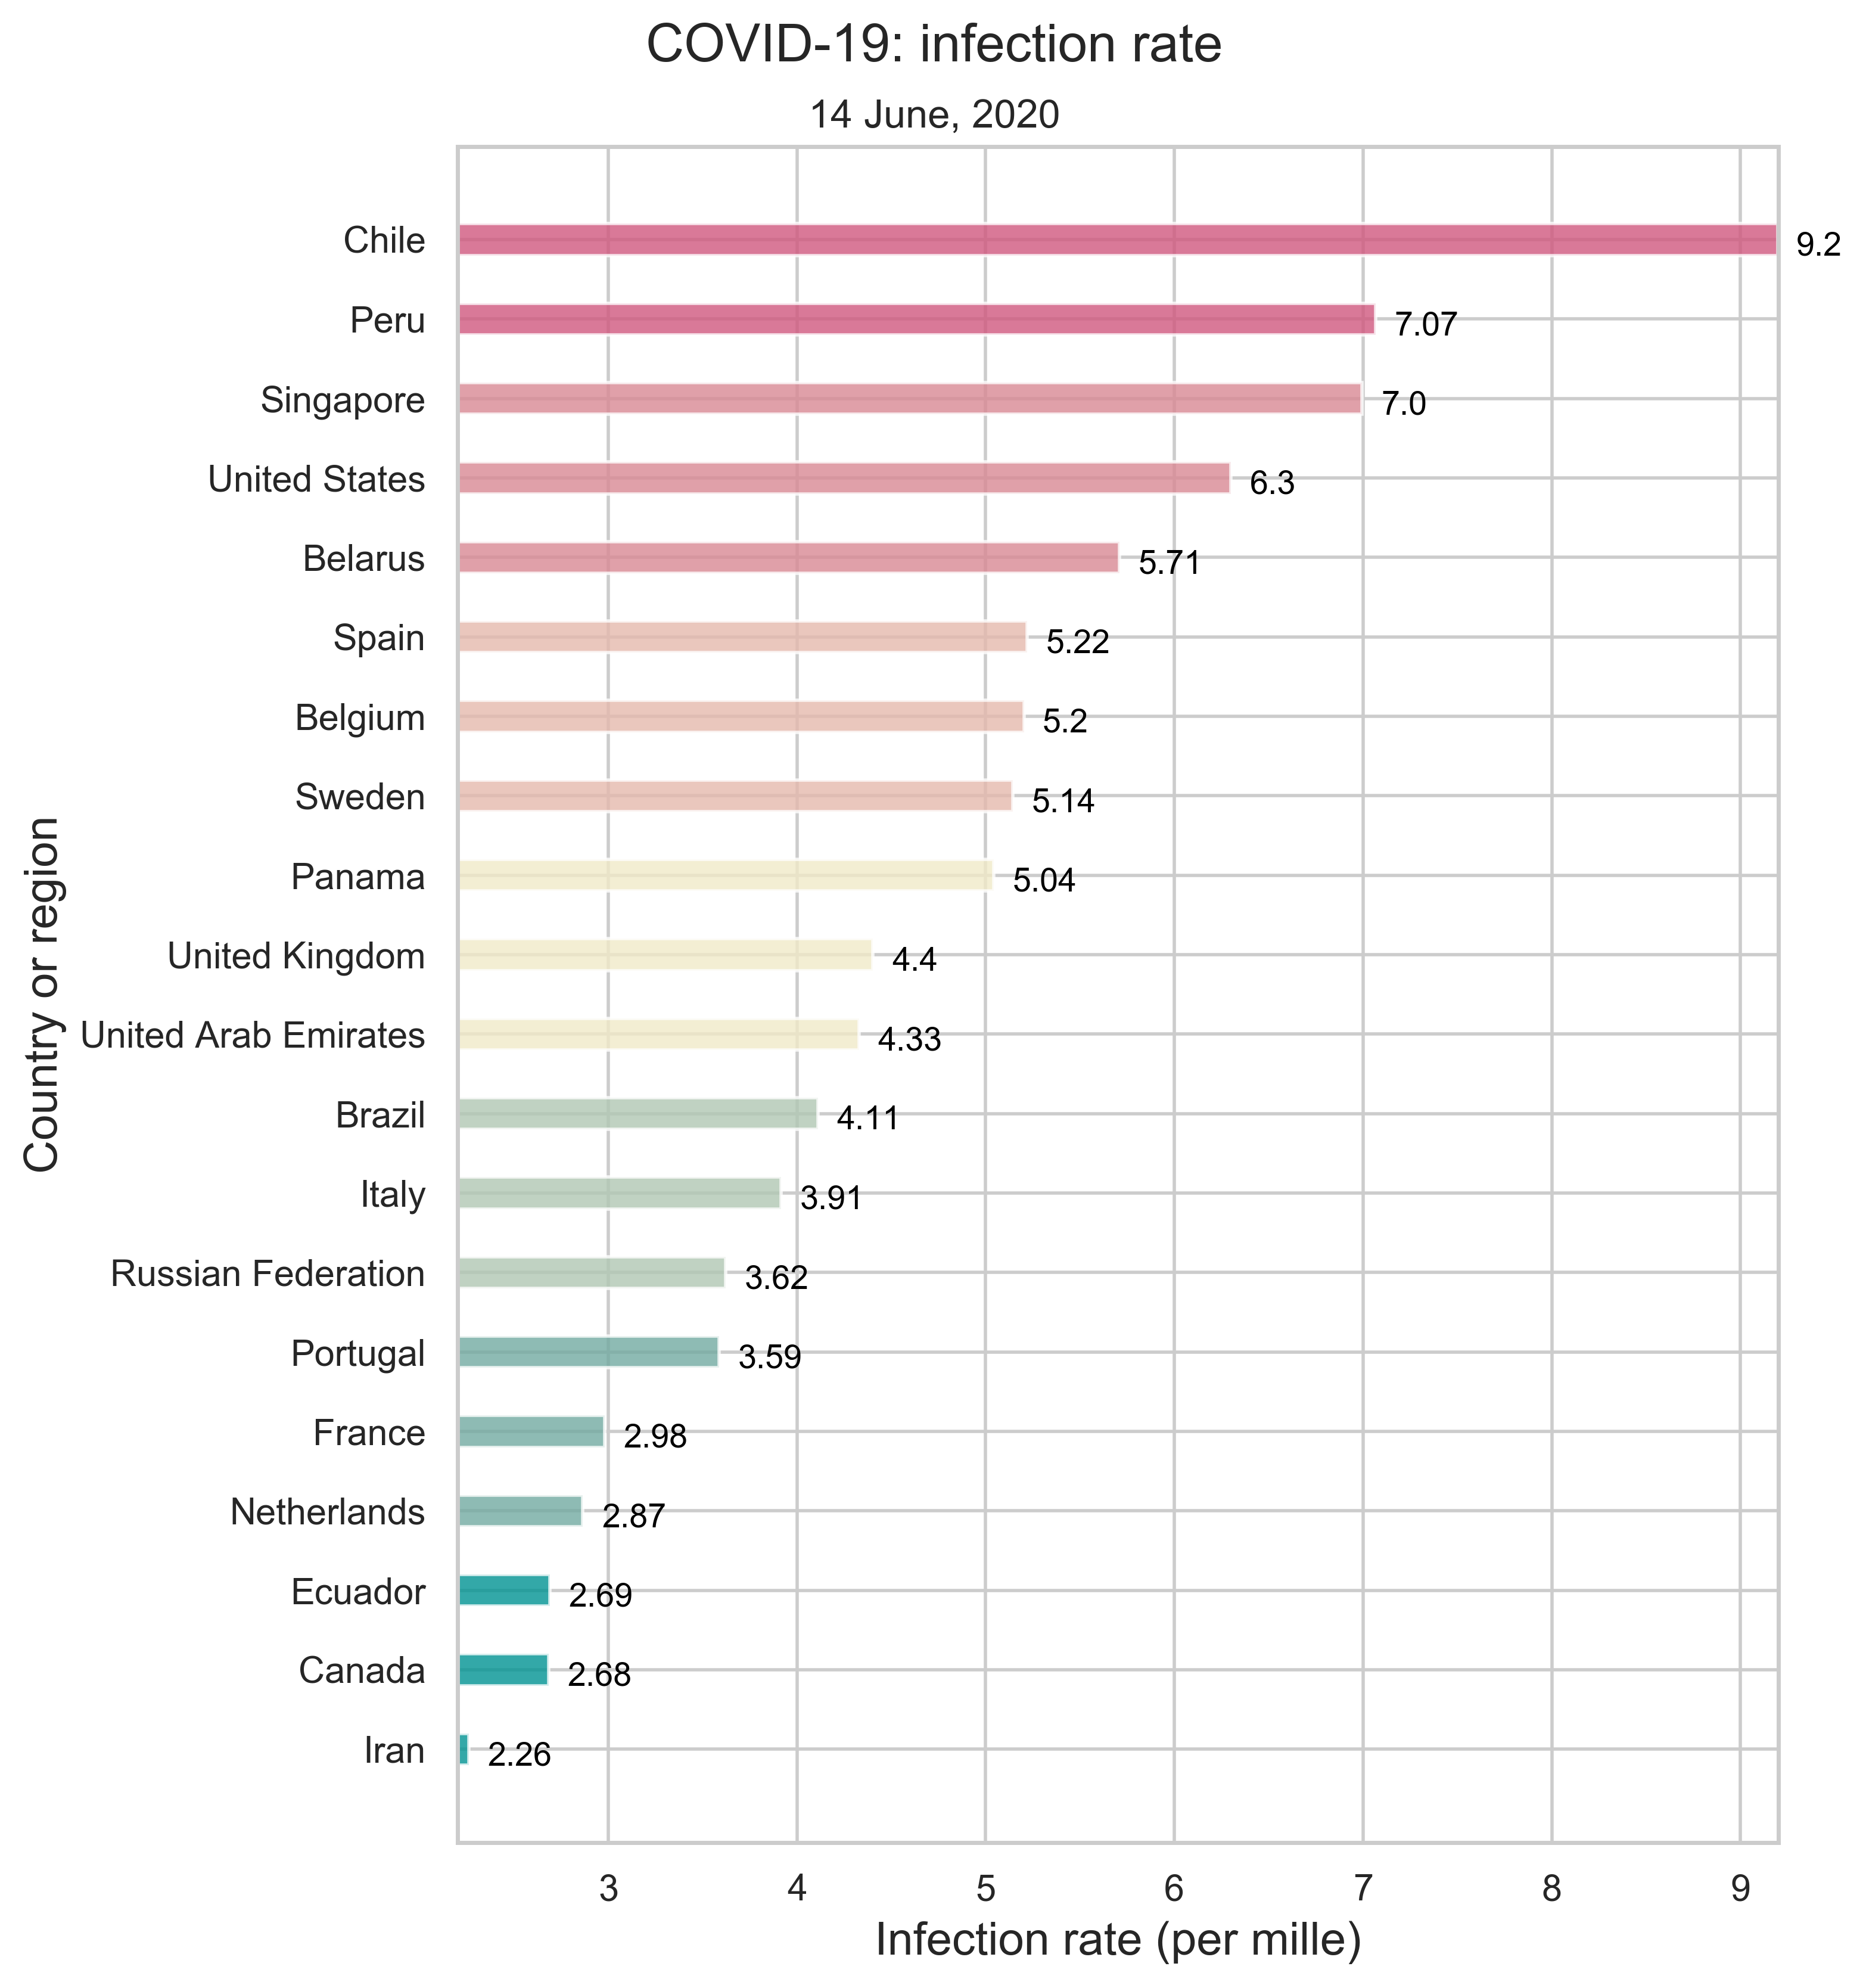 COVID-19: infection rate
14 June, 2020
Chile 9.2
Peru 7.07
Singapore 7.0
United States 6.3
Belarus 5.71
Spain 5.22
Belgium 5.2
Sweden 5.14
Panama 5.04
United Kingdom 4.4
United Arab Emirates 4.33
Brazil 4.11
Italy 3.91
Russian Federation 3.62
Portugal 3.59
France 2.98
Netherlands 2.87
Ecuador 2.69
Canada 2.68
Iran 2.26
Country or region
3 4 5 6 7 8 9
Infection rate (per mille)